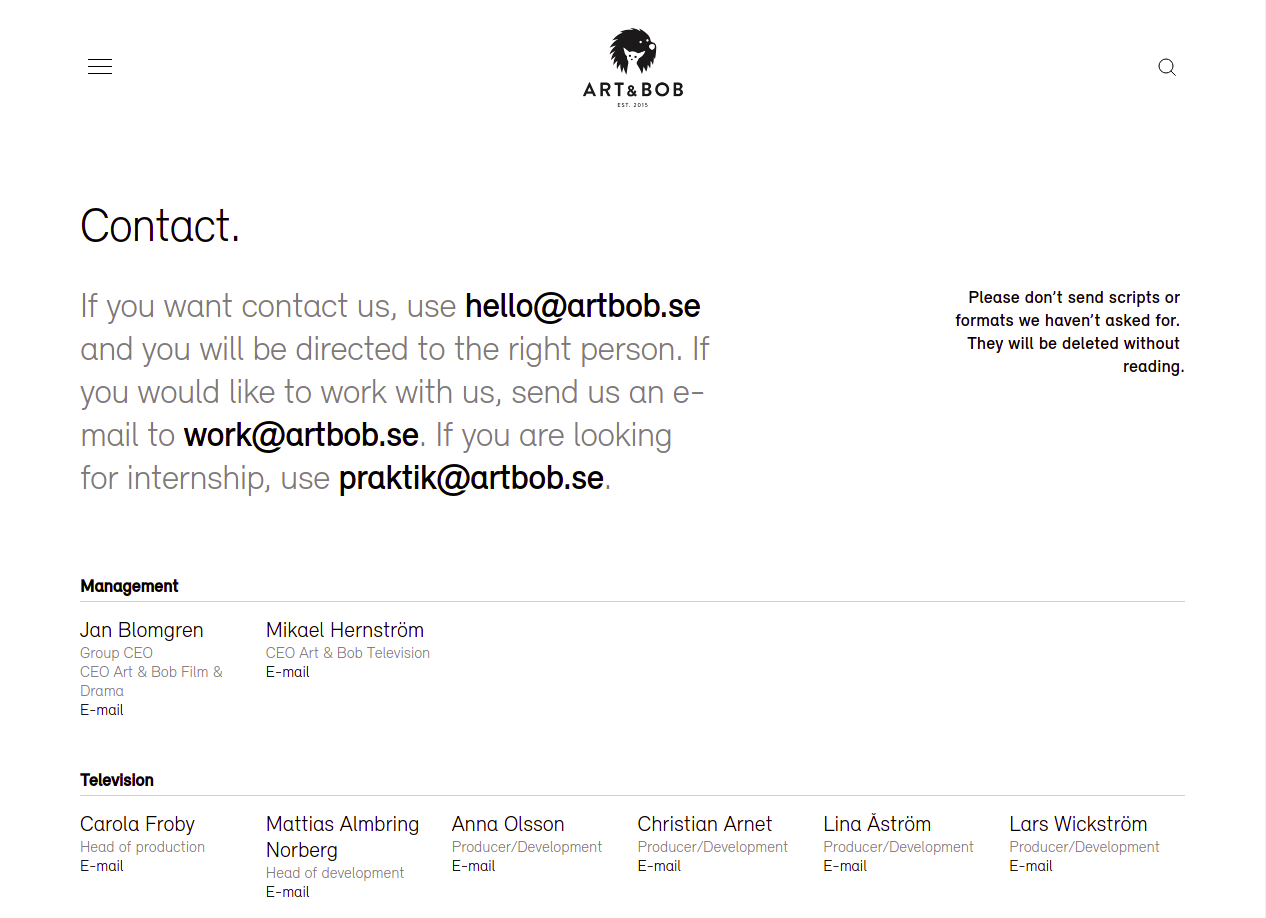 ART&BOB
EST. 2015
Contact.
If you want contact us, use hello@artbob.se
and you will be directed to the right person. If
you would like to work with us, send us an e-
mail to work@artbob.se. If you are looking
for internship, use praktik@artbob.se.
Please don’t send scripts or
formats we haven’t asked for.
They will be deleted without
reading.
Management
Jan Blomgren
Group CEO
CEO Art & Bob Film &
Drama
E-mail
Mikael Hernström
CEO Art & Bob Television
E-mail
Television
Carola Froby
Head of production
E-mail
Mattias Almbring
Norberg
Head of development
E-mail
Anna Olsson
Producer/Development
E-mail
Christian Arnet
Producer/Development
E-mail
Lina Åström
Producer/Development
E-mail
Lars Wickström
Producer/Development
E-mail